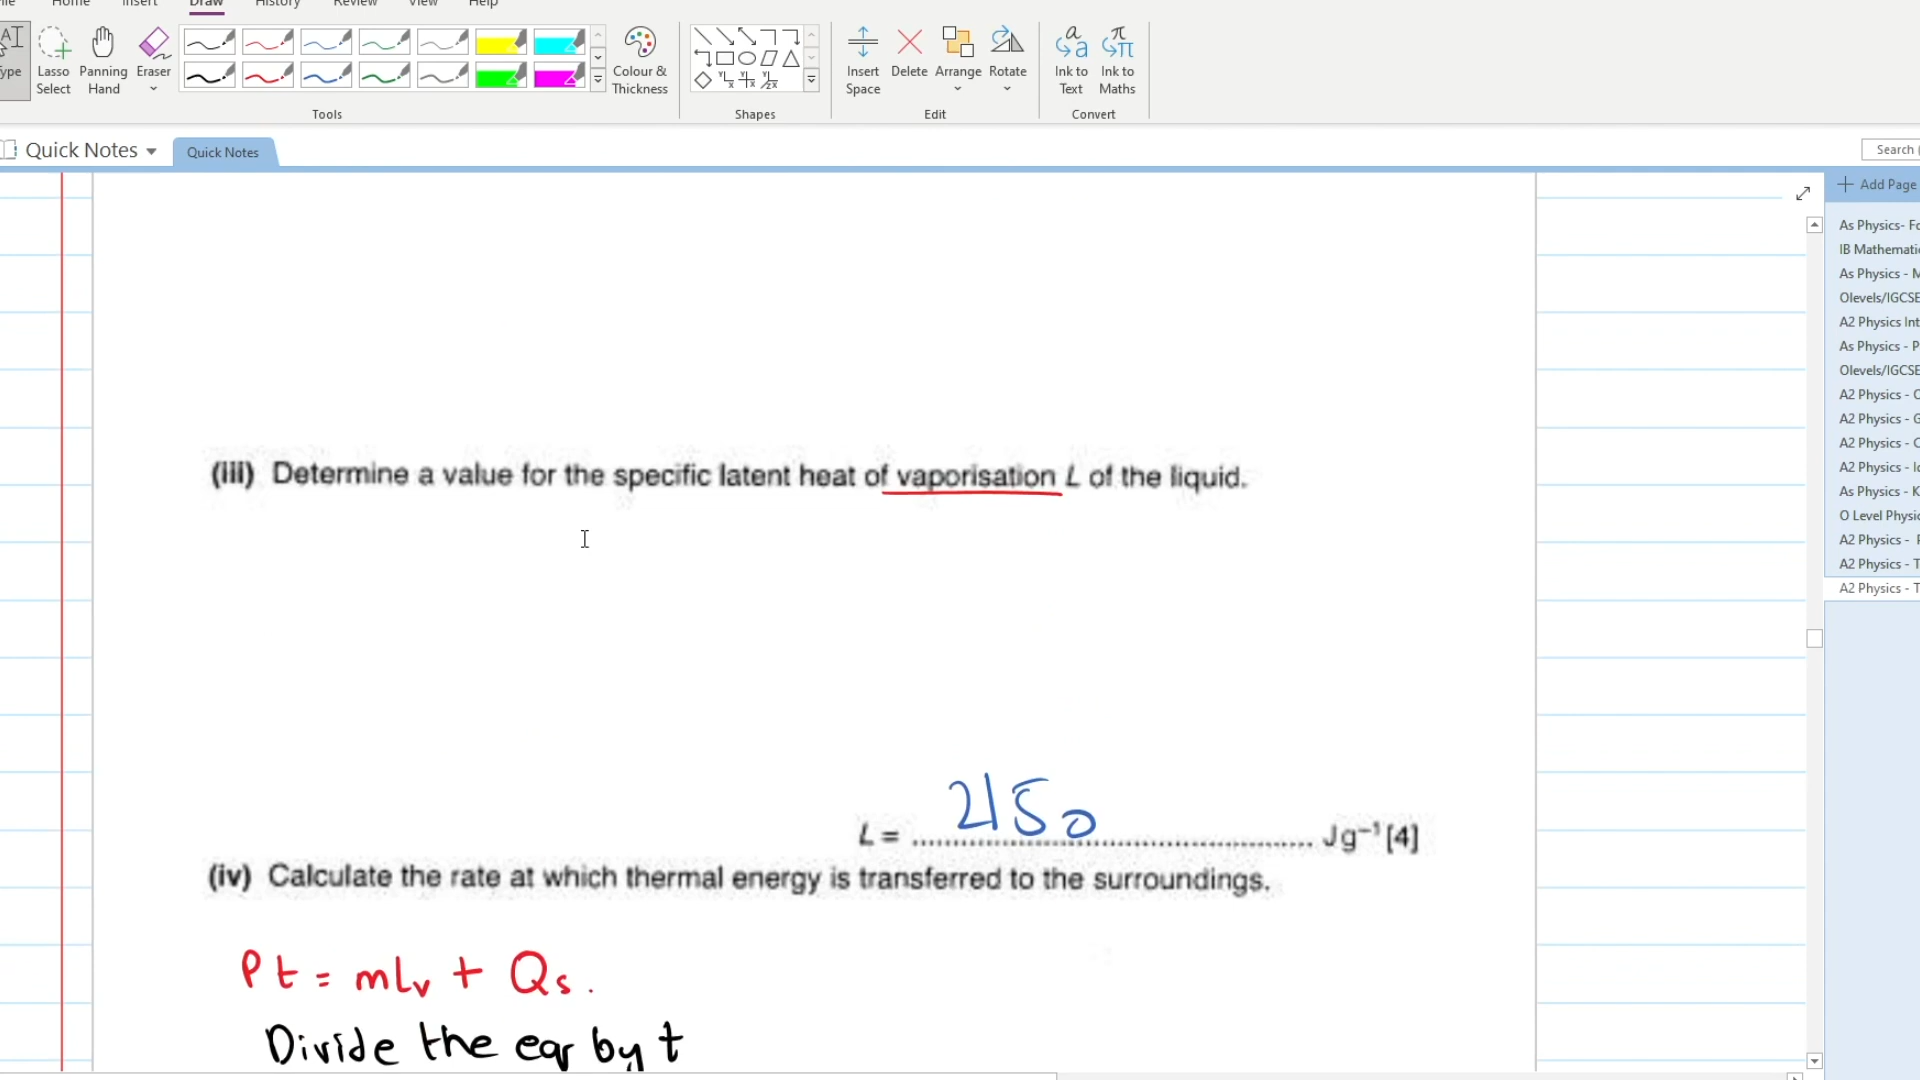 Home Insert Draw History Review View Help
Type
Lasso Select
Panning Hand
Eraser
Colour & Thickness
Insert Space
Delete
Arrange
Rotate
Ink to Text
Ink to Maths
Tools
Shapes
Edit
Convert
Quick Notes
Quick Notes
Search
Add Page
As Physics- Fo
IB Mathemati
As Physics - M
Olevels/IGCSE
A2 Physics Int
As Physics - P
Olevels/IGCSE
A2 Physics - C
A2 Physics - G
A2 Physics - C
A2 Physics - Id
As Physics - K
O Level Physic
A2 Physics - P
A2 Physics - T
A2 Physics - T
(iii) Determine a value for the specific latent heat of vaporisation L of the liquid.
L = 2150 J g⁻¹ [4]
(iv) Calculate the rate at which thermal energy is transferred to the surroundings.
Pt = mLv + Qs.
Divide the eqr by t